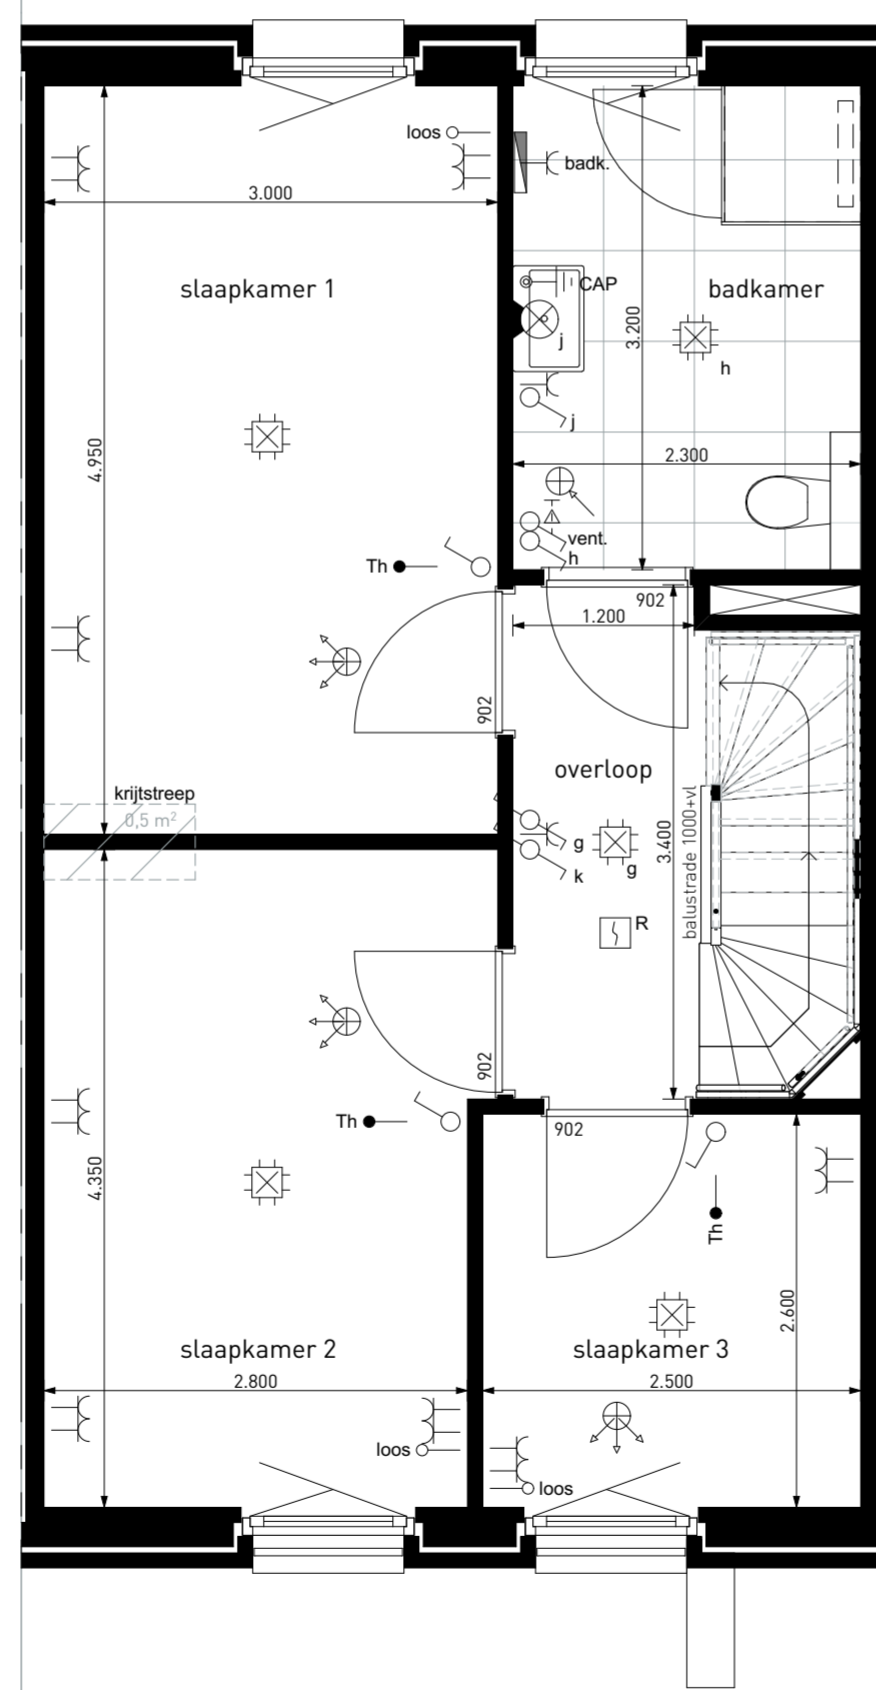 loos
badk.
3.000
slaapkamer 1
CAP
badkamer
j
3.200
h
j
4.950
2.300
vent.
h
Th
902
1.200
902
overloop
krijtstreep
0,5 m²
g
g
k
3.400
balustrade 1000+vl
R
902
Th
902
4.350
Th
2.600
slaapkamer 2
slaapkamer 3
2.800
2.500
loos
loos